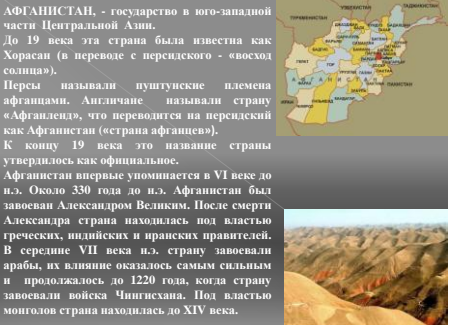 АФГАНИСТАН, - государство в юго-западной
части Центральной Азии.
До 19 века эта страна была известна как
Хорасан (в переводе с персидского - «восход
солнца»).
Персы называли пуштунские племена
афганцами. Англичане называли страну
«Афганленд», что переводится на персидский
как Афганистан («страна афганцев»).
К концу 19 века это название страны
утвердилось как официальное.
Афганистан впервые упоминается в VI веке до
н.э. Около 330 года до н.э. Афганистан был
завоеван Александром Великим. После смерти
Александра страна находилась под властью
греческих, индийских и иранских правителей.
В середине VII века н.э. страну завоевали
арабы, их влияние оказалось самым сильным
и продолжалось до 1220 года, когда страну
завоевали войска Чингисхана. Под властью
монголов страна находилась до XIV века.
УЗБЕКИСТАН
ТАДЖИКИСТАН
АФГАНИСТАН
ИРАН
ПАКИСТАН